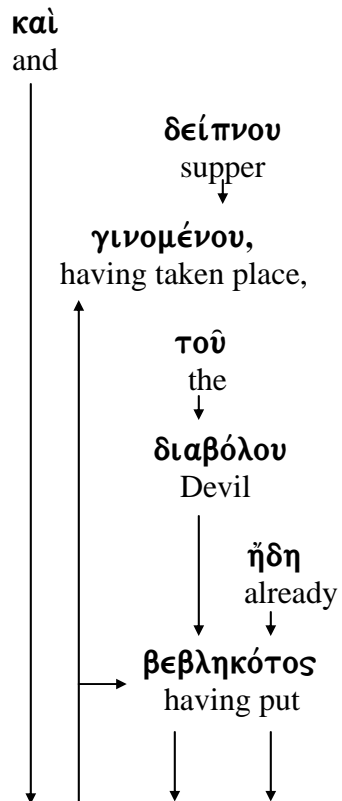 καὶ
and
δείπνου
supper
γινομένου,
having taken place,
τοῦ
the
διαβόλου
Devil
ἤδη
already
βεβληκότος
having put